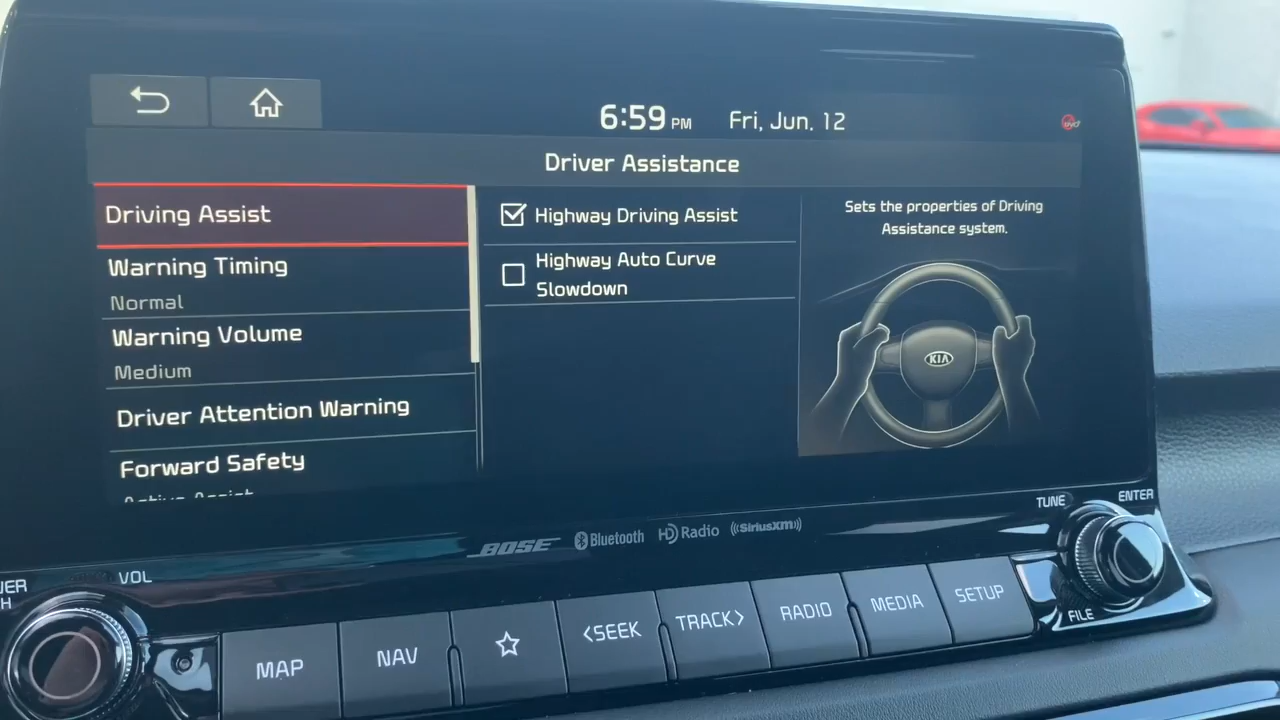 6:59 PM Fri, Jun. 12
Driver Assistance
Driving Assist
Warning Timing
Normal
Warning Volume
Medium
Driver Attention Warning
Forward Safety
Active Assist
Highway Driving Assist
Highway Auto Curve
Slowdown
Sets the properties of Driving
Assistance system.
KIA
BOSE Bluetooth HD Radio ((SiriusXM))
TUNE ENTER
VOL
FILE
MAP NAV <SEEK TRACK> RADIO MEDIA SETUP